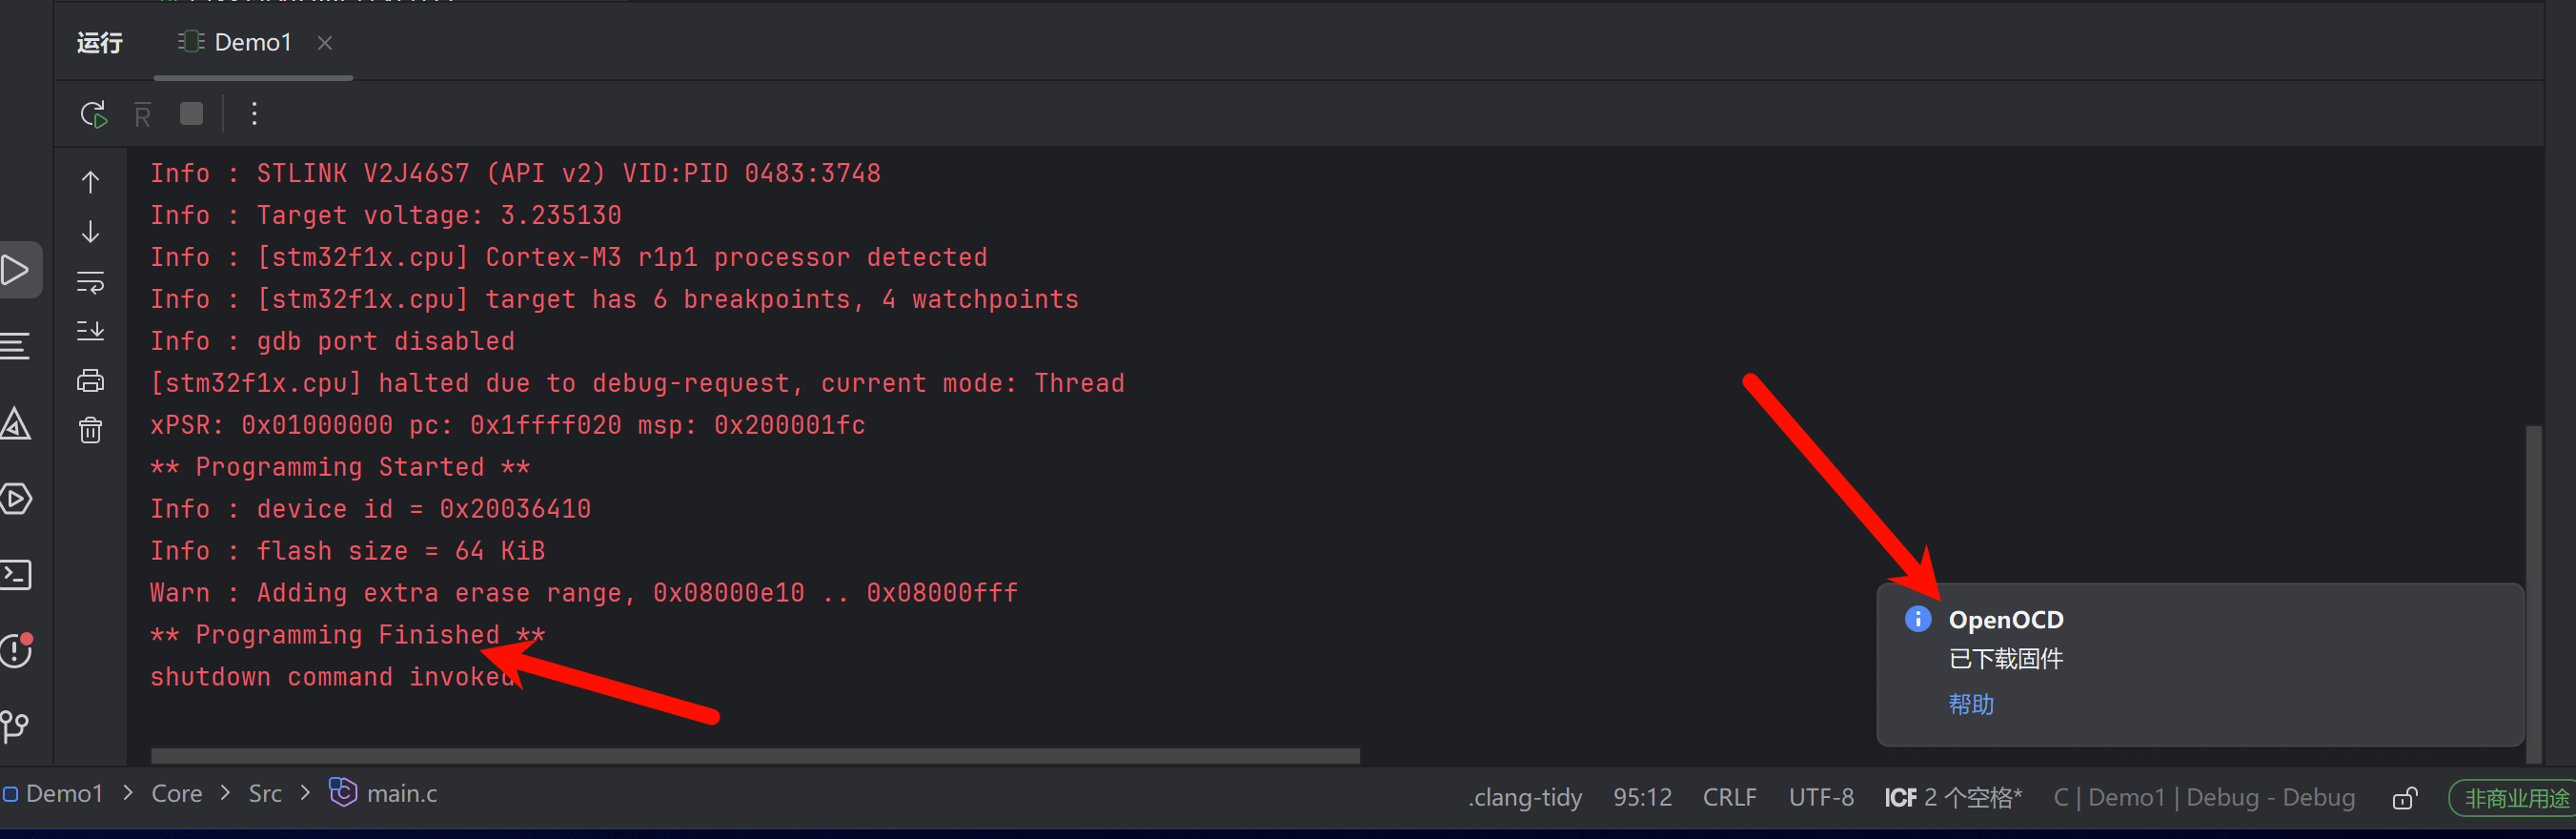 运行
Demo1
Info : STLINK V2J46S7 (API v2) VID:PID 0483:3748
Info : Target voltage: 3.235130
Info : [stm32f1x.cpu] Cortex-M3 r1p1 processor detected
Info : [stm32f1x.cpu] target has 6 breakpoints, 4 watchpoints
Info : gdb port disabled
[stm32f1x.cpu] halted due to debug-request, current mode: Thread
xPSR: 0x01000000 pc: 0x1ffff020 msp: 0x200001fc
** Programming Started **
Info : device id = 0x20036410
Info : flash size = 64 KiB
Warn : Adding extra erase range, 0x08000e10 .. 0x08000fff
** Programming Finished **
shutdown command invoked
OpenOCD
已下载固件
帮助
Demo1 > Core > Src > main.c
.clang-tidy 95:12 CRLF UTF-8 ICF 2 个空格* C | Demo1 | Debug - Debug 非商业用途